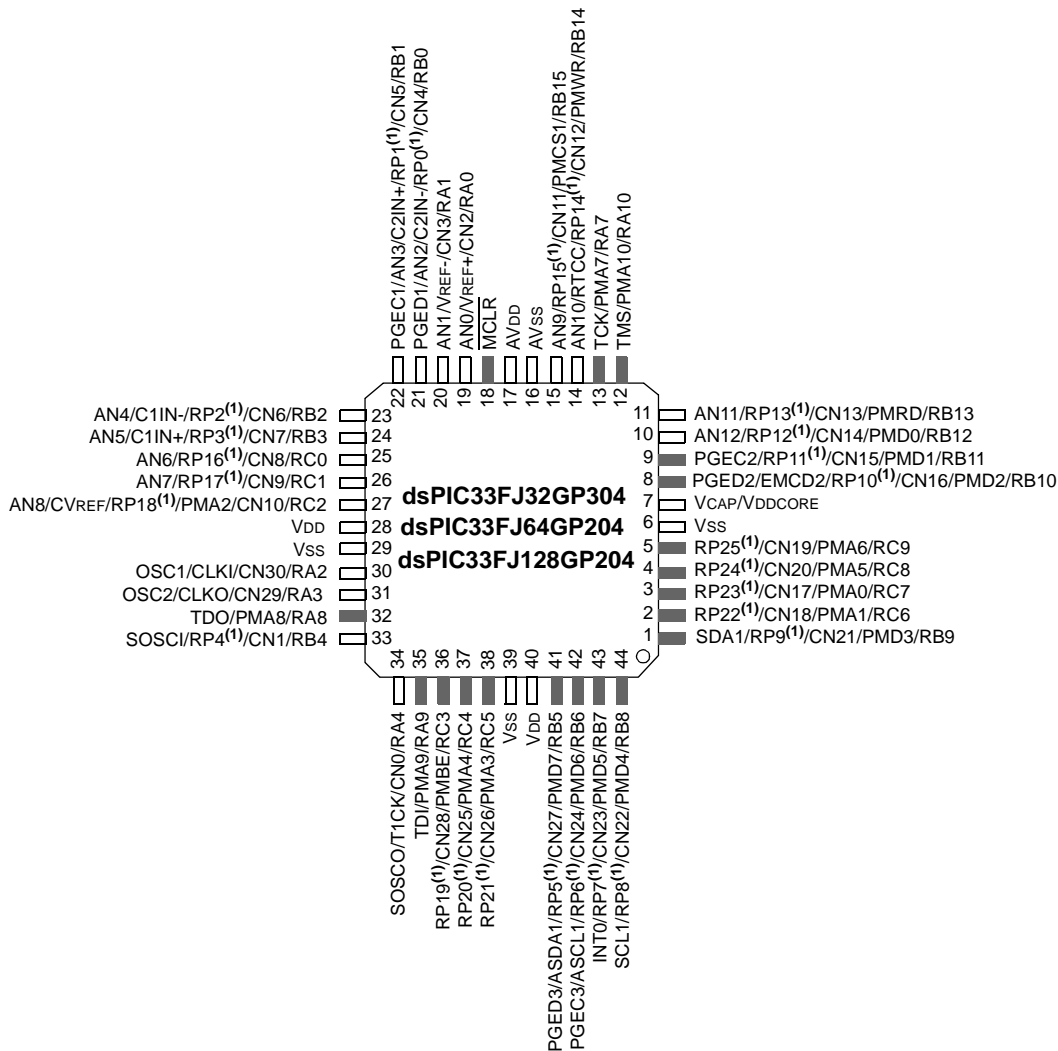 PGEC1/AN3/C2IN+/RP1(1)/CN5/RB1
PGED1/AN2/C2IN-/RP0(1)/CN4/RB0
AN1/VREF-/CN3/RA1
AN0/VREF+/CN2/RA0
MCLR
AVDD
AVSS
AN9/RP15(1)/CN11/PMCS1/RB15
AN10/RTCC/RP14(1)/CN12/PMWR/RB14
TCK/PMA7/RA7
TMS/PMA10/RA10
22
21
20
19
18
17
16
15
14
13
12
AN4/C1IN-/RP2(1)/CN6/RB2 23
AN5/C1IN+/RP3(1)/CN7/RB3 24
AN6/RP16(1)/CN8/RC0 25
AN7/RP17(1)/CN9/RC1 26
AN8/CVREF/RP18(1)/PMA2/CN10/RC2 27
VDD 28
VSS 29
OSC1/CLKI/CN30/RA2 30
OSC2/CLKO/CN29/RA3 31
TDO/PMA8/RA8 32
SOSCI/RP4(1)/CN1/RB4 33
dsPIC33FJ32GP304
dsPIC33FJ64GP204
dsPIC33FJ128GP204
11 AN11/RP13(1)/CN13/PMRD/RB13
10 AN12/RP12(1)/CN14/PMD0/RB12
9 PGEC2/RP11(1)/CN15/PMD1/RB11
8 PGED2/EMCD2/RP10(1)/CN16/PMD2/RB10
7 VCAP/VDDCORE
6 VSS
5 RP25(1)/CN19/PMA6/RC9
4 RP24(1)/CN20/PMA5/RC8
3 RP23(1)/CN17/PMA0/RC7
2 RP22(1)/CN18/PMA1/RC6
1 SDA1/RP9(1)/CN21/PMD3/RB9
34
35
36
37
38
39
40
41
42
43
44
SOSCO/T1CK/CN0/RA4
TDI/PMA9/RA9
RP19(1)/CN28/PMBE/RC3
RP20(1)/CN25/PMA4/RC4
RP21(1)/CN26/PMA3/RC5
VSS
VDD
PGED3/ASDA1/RP5(1)/CN27/PMD7/RB5
PGEC3/ASCL1/RP6(1)/CN24/PMD6/RB6
INT0/RP7(1)/CN23/PMD5/RB7
SCL1/RP8(1)/CN22/PMD4/RB8